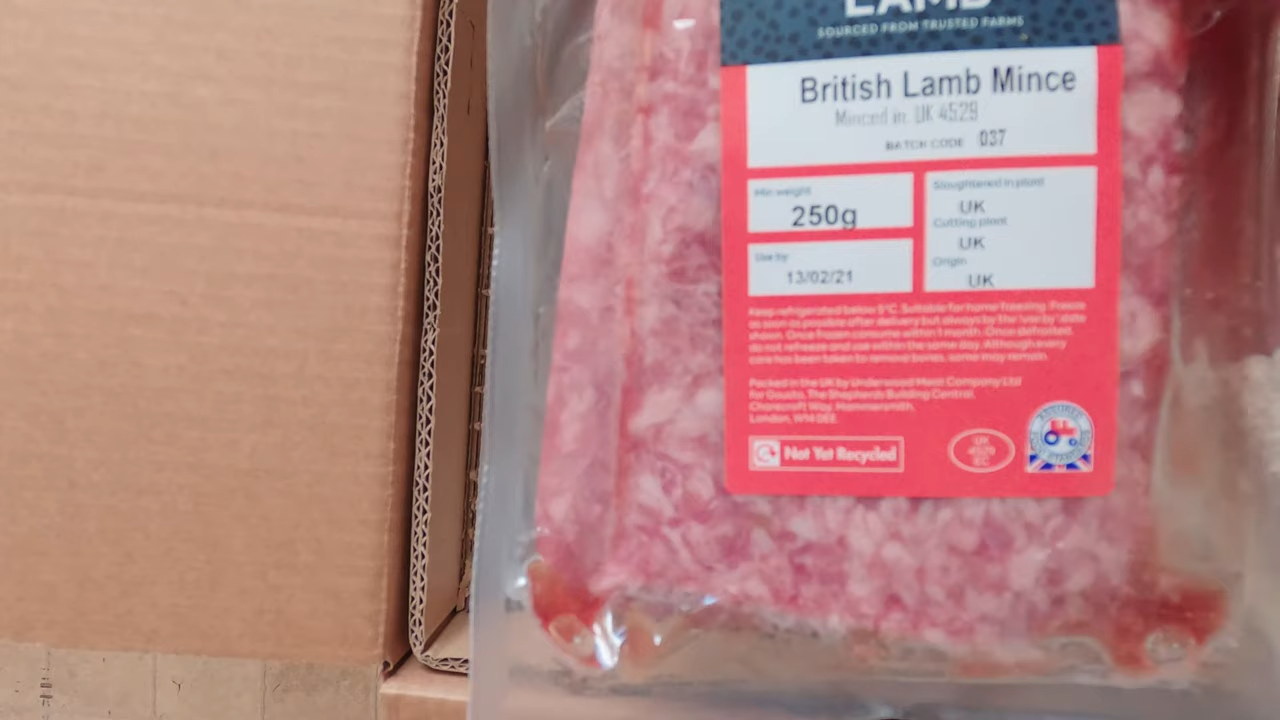 LAMB
SOURCED FROM TRUSTED FARMS
British Lamb Mince
Minced in: UK 4529
BATCH CODE 037
Min weight
250g
Use by:
13/02/21
Slaughtered in plant
UK
Cutting plant
UK
Origin
UK
Keep refrigerated below 5°C. Suitable for home freezing. Freeze
as soon as possible after delivery but always by the 'use by' date
shown. Once frozen consume within 1 month. Once defrosted,
do not refreeze and use within the same day. Although every
care has been taken to remove bones, some may remain.
Packed in the UK by Underwood Meat Company Ltd
for Gousto, The Shepherds Building Central,
Charecroft Way, Hammersmith,
London, W14 0EE.
Not Yet Recycled
UK
4529
EC
ASSURED